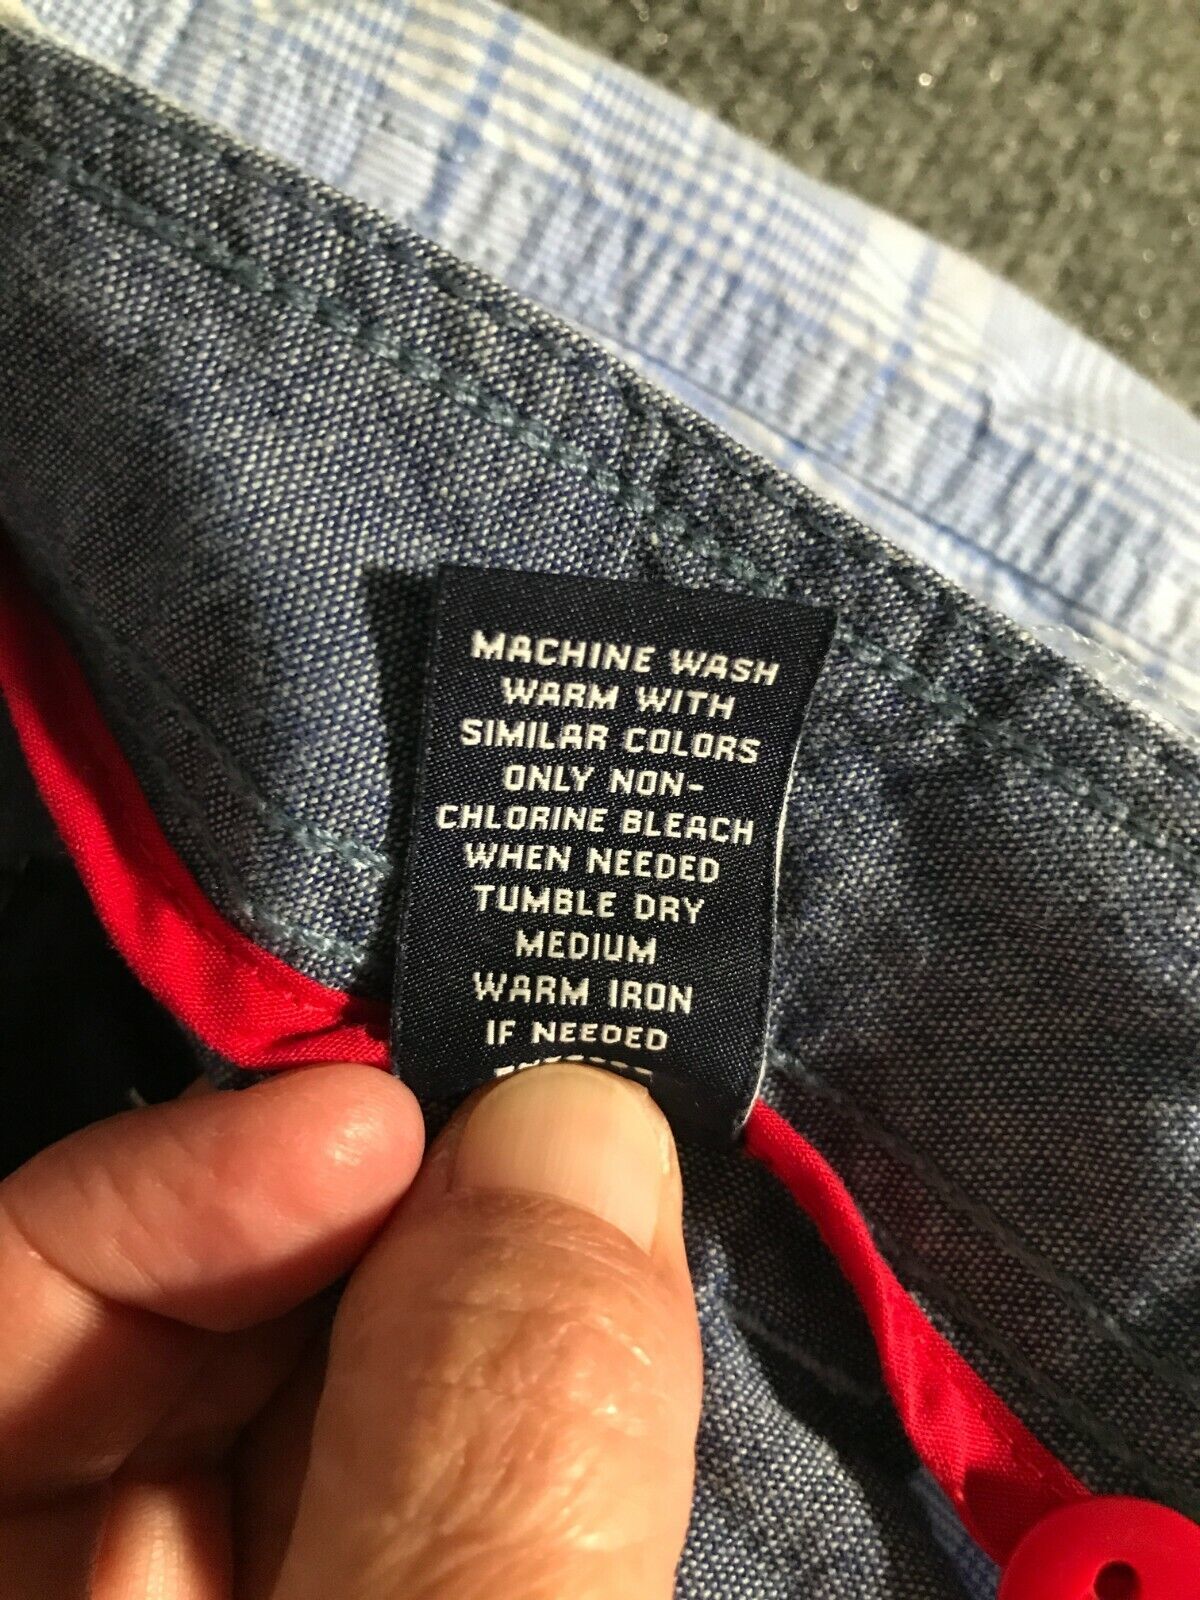 MACHINE WASH
WARM WITH
SIMILAR COLORS
ONLY NON-
CHLORINE BLEACH
WHEN NEEDED
TUMBLE DRY
MEDIUM
WARM IRON
IF NEEDED